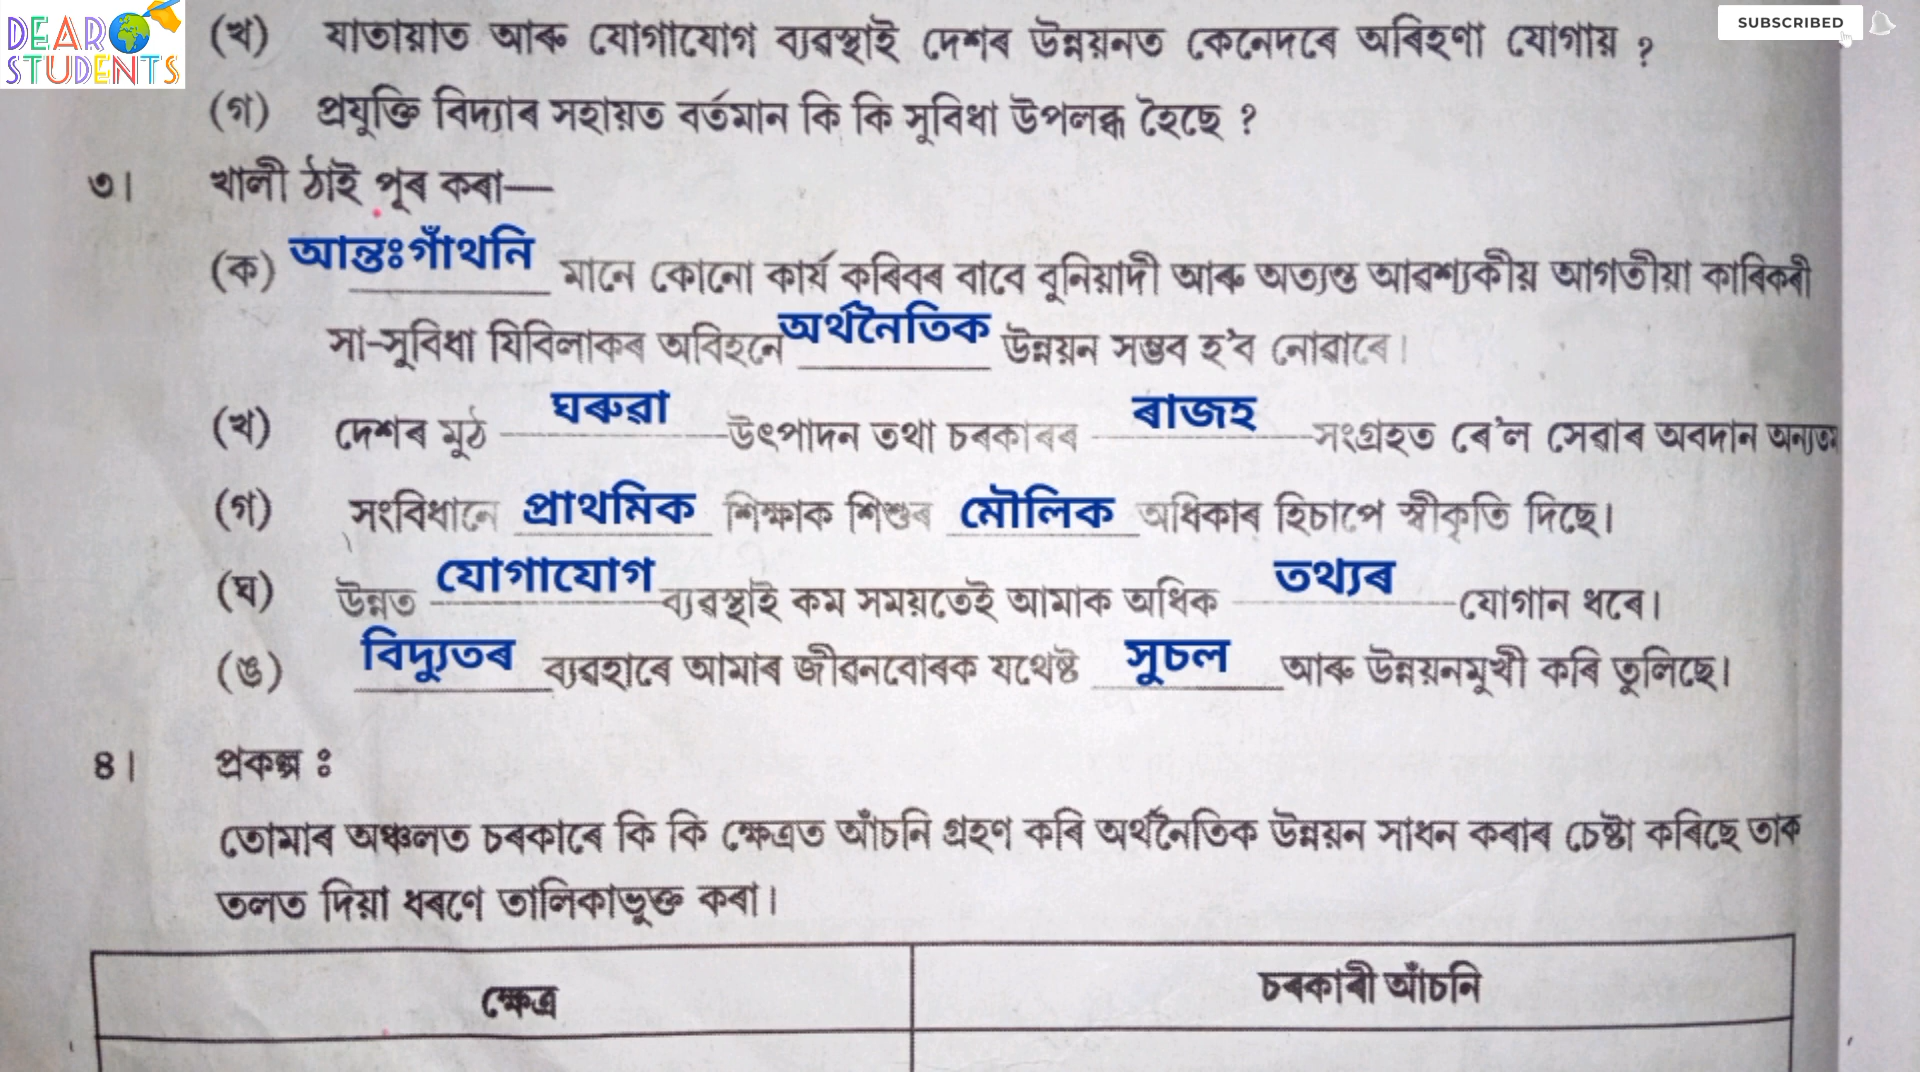 DEAR STUDENTS
SUBSCRIBED
(খ) যাতায়াত আৰু যোগাযোগ ব্যৱস্থাই দেশৰ উন্নয়নত কেনেদৰে অৰিহণা যোগায় ?
(গ) প্ৰযুক্তি বিদ্যাৰ সহায়ত বৰ্তমান কি কি সুবিধা উপলব্ধ হৈছে ?
৩। খালী ঠাই পূৰ কৰা—
(ক) আন্তঃগাঁথনি মানে কোনো কাৰ্য কৰিবৰ বাবে বুনিয়াদী আৰু অত্যন্ত আৱশ্যকীয় আগতীয়া কাৰিকৰী
সা-সুবিধা যিবিলাকৰ অবিহনে অৰ্থনৈতিক উন্নয়ন সম্ভৱ হ'ব নোৱাৰে।
(খ) দেশৰ মুঠ ঘৰুৱা উৎপাদন তথা চৰকাৰৰ ৰাজহ সংগ্ৰহত ৰে'ল সেৱাৰ অবদান অন্যতম
(গ) সংবিধানে প্ৰাথমিক শিক্ষাক শিশুৰ মৌলিক অধিকাৰ হিচাপে স্বীকৃতি দিছে।
(ঘ) উন্নত যোগাযোগ ব্যৱস্থাই কম সময়তেই আমাক অধিক তথ্যৰ যোগান ধৰে।
(ঙ) বিদ্যুতৰ ব্যৱহাৰে আমাৰ জীৱনবোৰক যথেষ্ট সুচল আৰু উন্নয়নমুখী কৰি তুলিছে।
৪। প্ৰকল্প ঃ
তোমাৰ অঞ্চলত চৰকাৰে কি কি ক্ষেত্ৰত আঁচনি গ্ৰহণ কৰি অৰ্থনৈতিক উন্নয়ন সাধন কৰাৰ চেষ্টা কৰিছে তাক
তলত দিয়া ধৰণে তালিকাভুক্ত কৰা।
ক্ষেত্ৰ চৰকাৰী আঁচনি